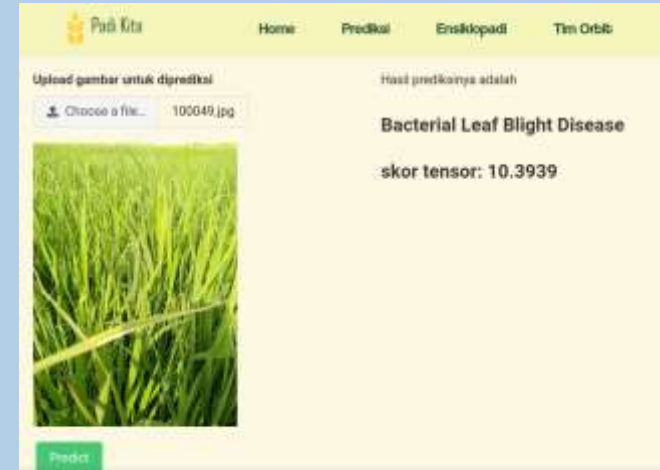 Padi Kita
Home
Prediksi
Ensiklopadi
Tim Orbit
Upload gambar untuk diprediksi
Choose a file...
100049.jpg
Predict
Hasil prediksinya adalah
Bacterial Leaf Blight Disease
skor tensor: 10.3939